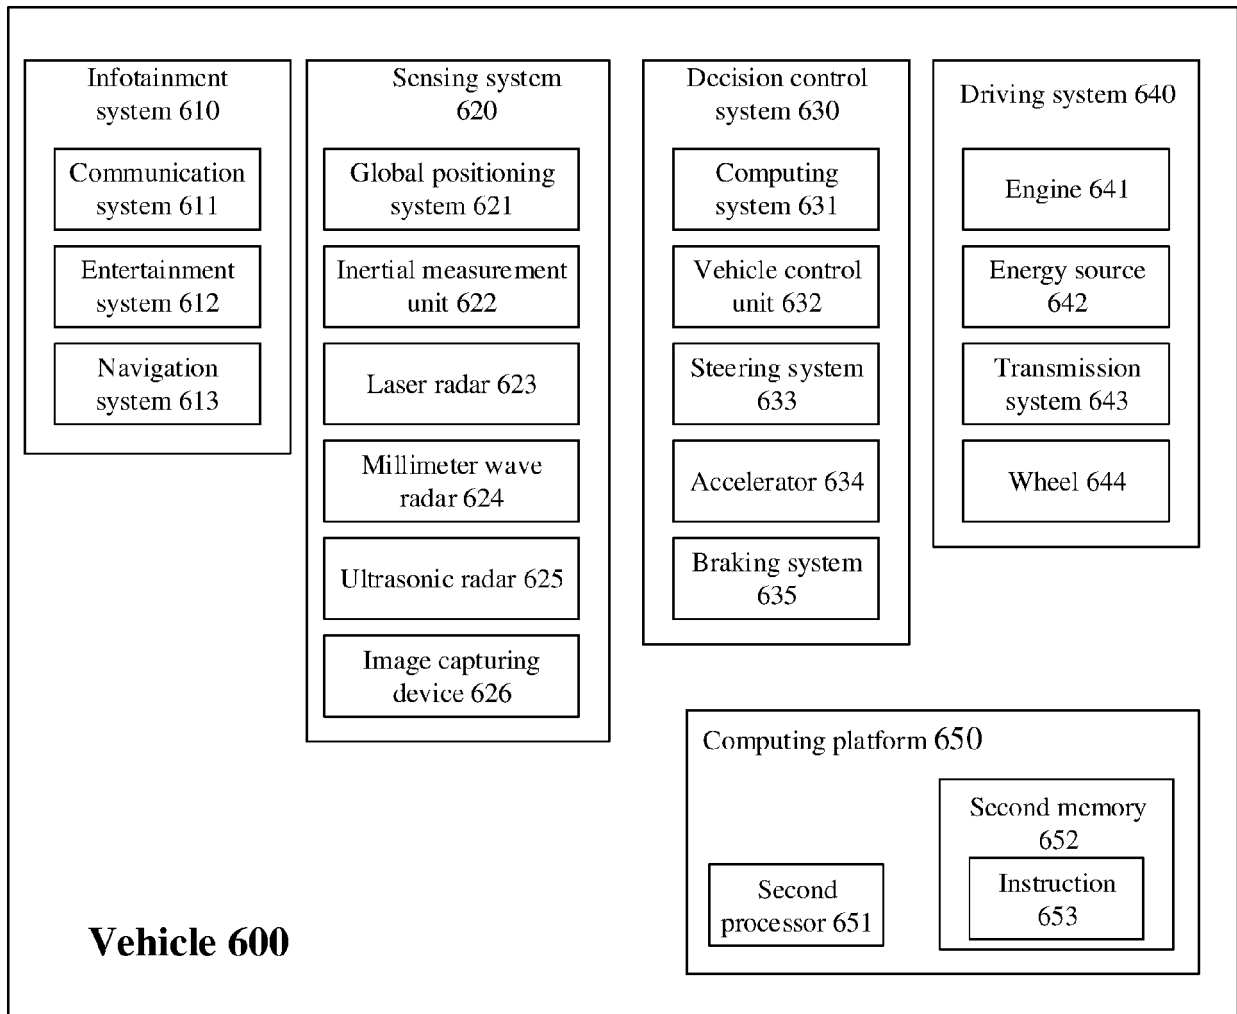 Infotainment
system 610
Communication
system 611
Entertainment
system 612
Navigation
system 613
Sensing system
620
Global positioning
system 621
Inertial measurement
unit 622
Laser radar 623
Millimeter wave
radar 624
Ultrasonic radar 625
Image capturing
device 626
Decision control
system 630
Computing
system 631
Vehicle control
unit 632
Steering system
633
Accelerator 634
Braking system
635
Driving system 640
Engine 641
Energy source
642
Transmission
system 643
Wheel 644
Computing platform 650
Second
processor 651
Second memory
652
Instruction
653
Vehicle 600